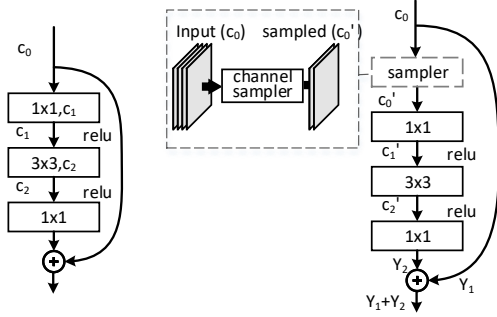 c₀
1x1,c₁
c₁
relu
3x3,c₂
c₂
relu
1x1
+
Input (c₀)
sampled (c₀')
channel
sampler
c₀
sampler
c₀'
1x1
c₁'
relu
3x3
c₂'
relu
1x1
Y₂
+
Y₁
Y₁+Y₂